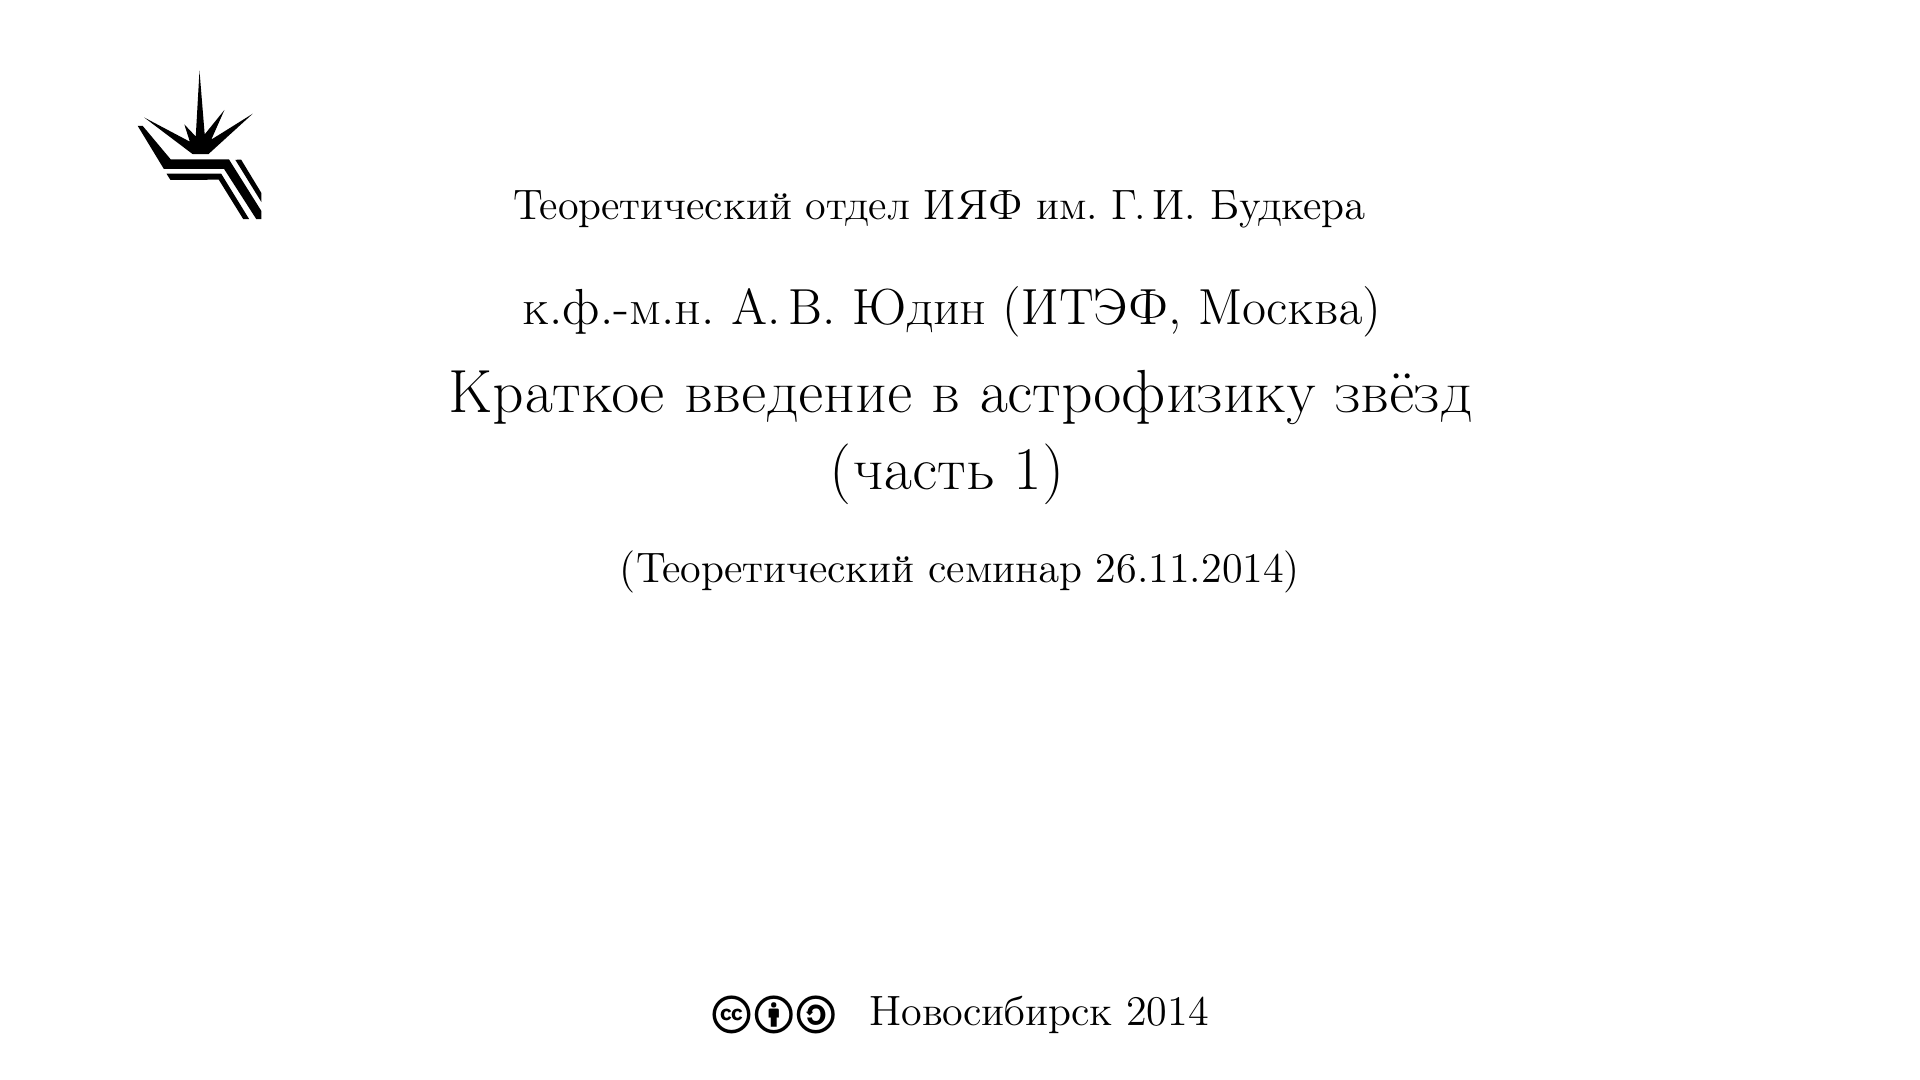 Теоретический отдел ИЯФ им. Г. И. Будкера
к.ф.-м.н. А. В. Юдин (ИТЭФ, Москва)
Краткое введение в астрофизику звёзд
(часть 1)
(Теоретический семинар 26.11.2014)
cc Новосибирск 2014